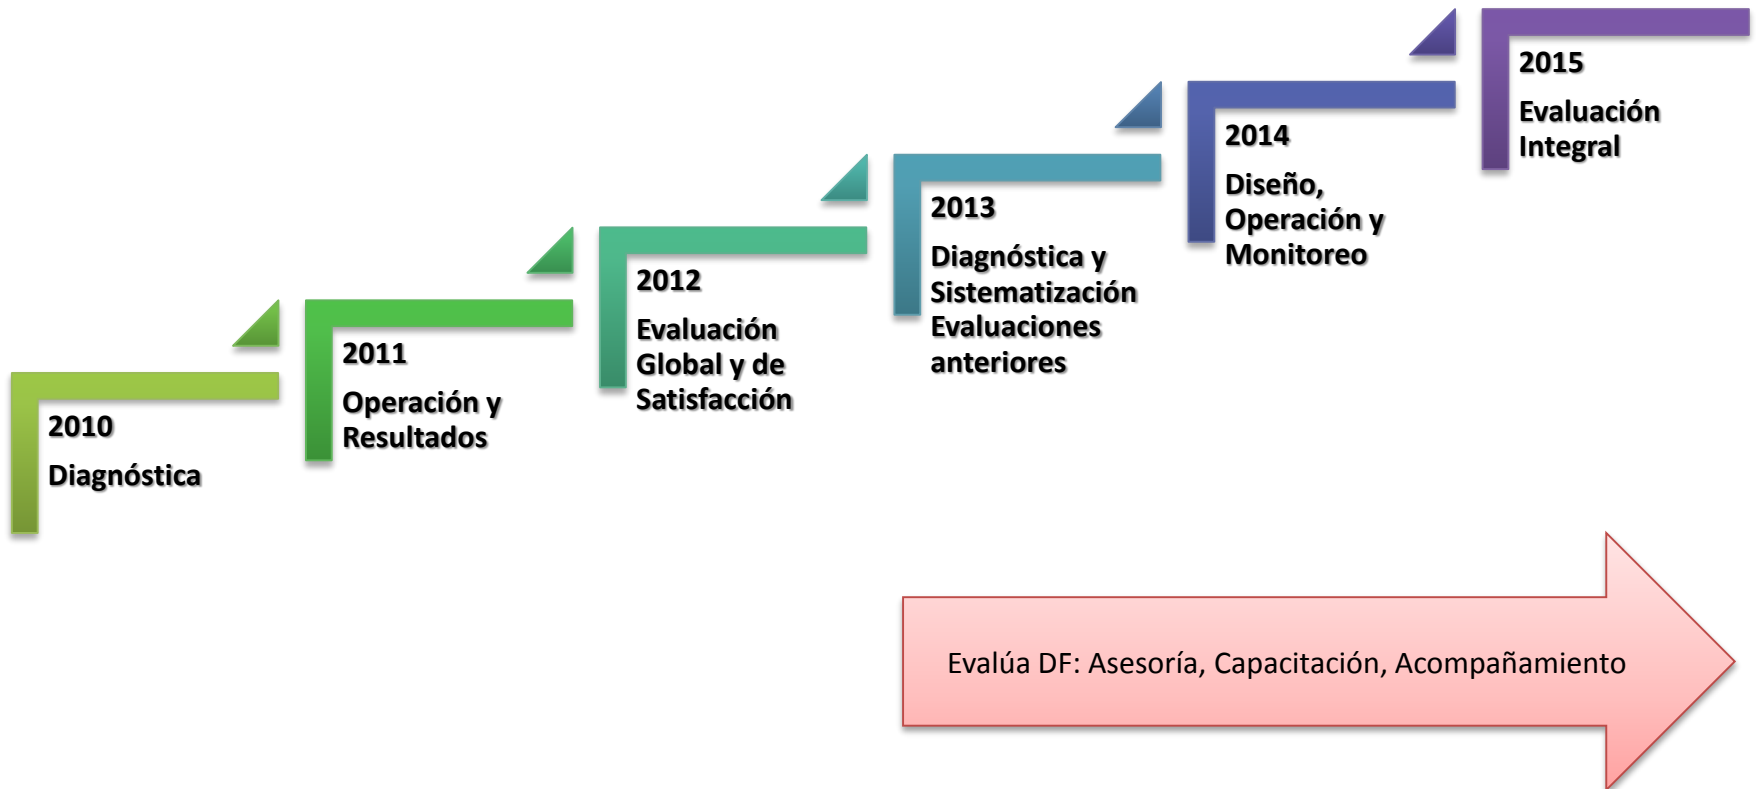 2010
Diagnóstica
2011
Operación y
Resultados
2012
Evaluación
Global y de
Satisfacción
2013
Diagnóstica y
Sistematización
Evaluaciones
anteriores
2014
Diseño,
Operación y
Monitoreo
2015
Evaluación
Integral
Evalúa DF: Asesoría, Capacitación, Acompañamiento